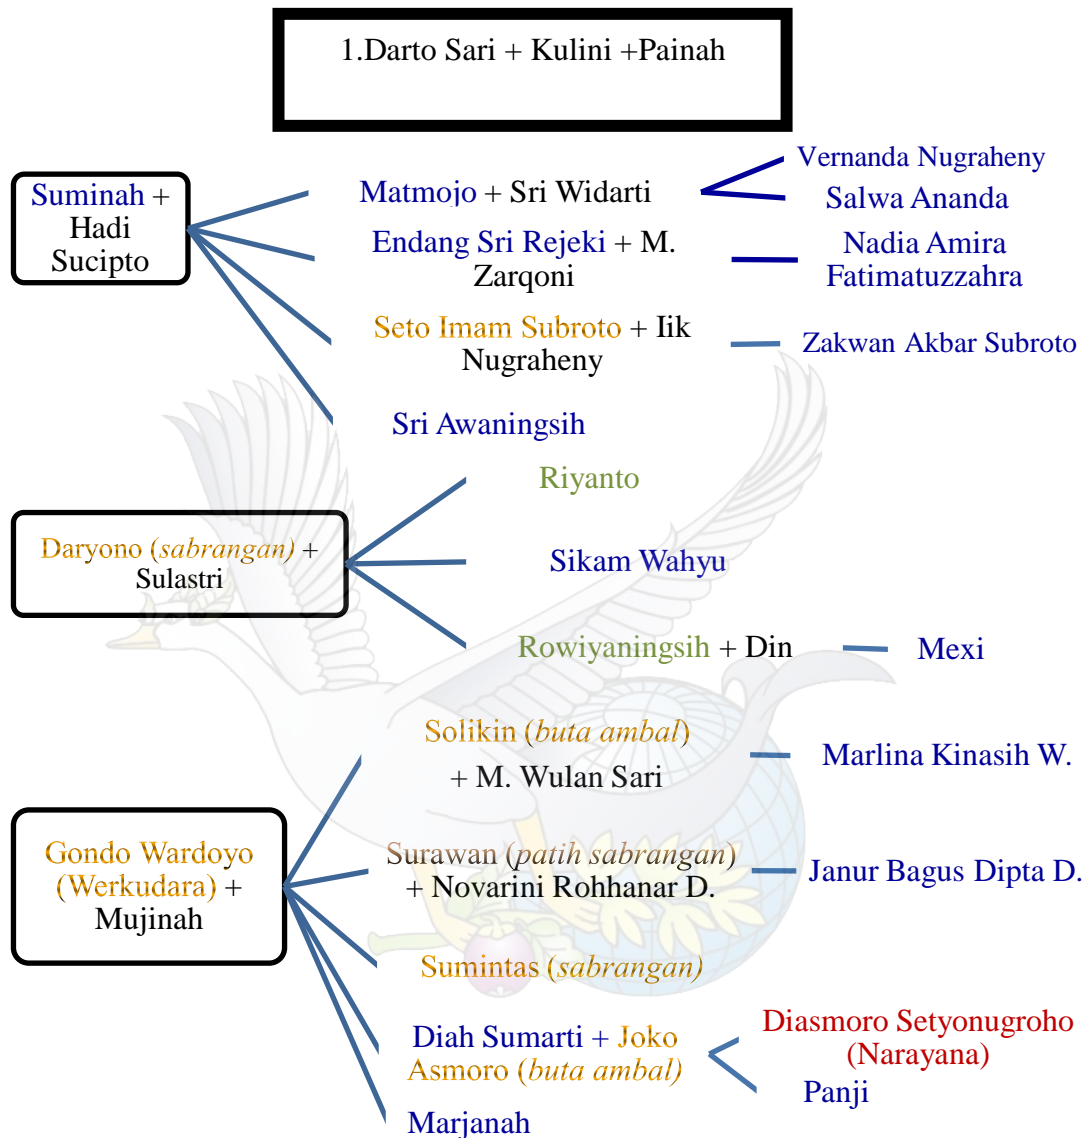 1.Darto Sari + Kulini +Painah
Suminah +
Hadi
Sucipto
Matmojo + Sri Widarti
Vernanda Nugraheny
Salwa Ananda
Endang Sri Rejeki + M.
Zarqoni
Nadia Amira
Fatimatuzzahra
Seto Imam Subroto + Iik
Nugraheny
Zakwan Akbar Subroto
Sri Awaningsih
Daryono (sabrangan) +
Sulastri
Riyanto
Sikam Wahyu
Rowiyaningsih + Din
Mexi
Gondo Wardoyo
(Werkudara) +
Mujinah
Solikin (buta ambal)
+ M. Wulan Sari
Marlina Kinasih W.
Surawan (patih sabrangan)
+ Novarini Rohhanar D.
Janur Bagus Dipta D.
Sumintas (sabrangan)
Diah Sumarti + Joko
Asmoro (buta ambal)
Diasmoro Setyonugroho
(Narayana)
Panji
Marjanah